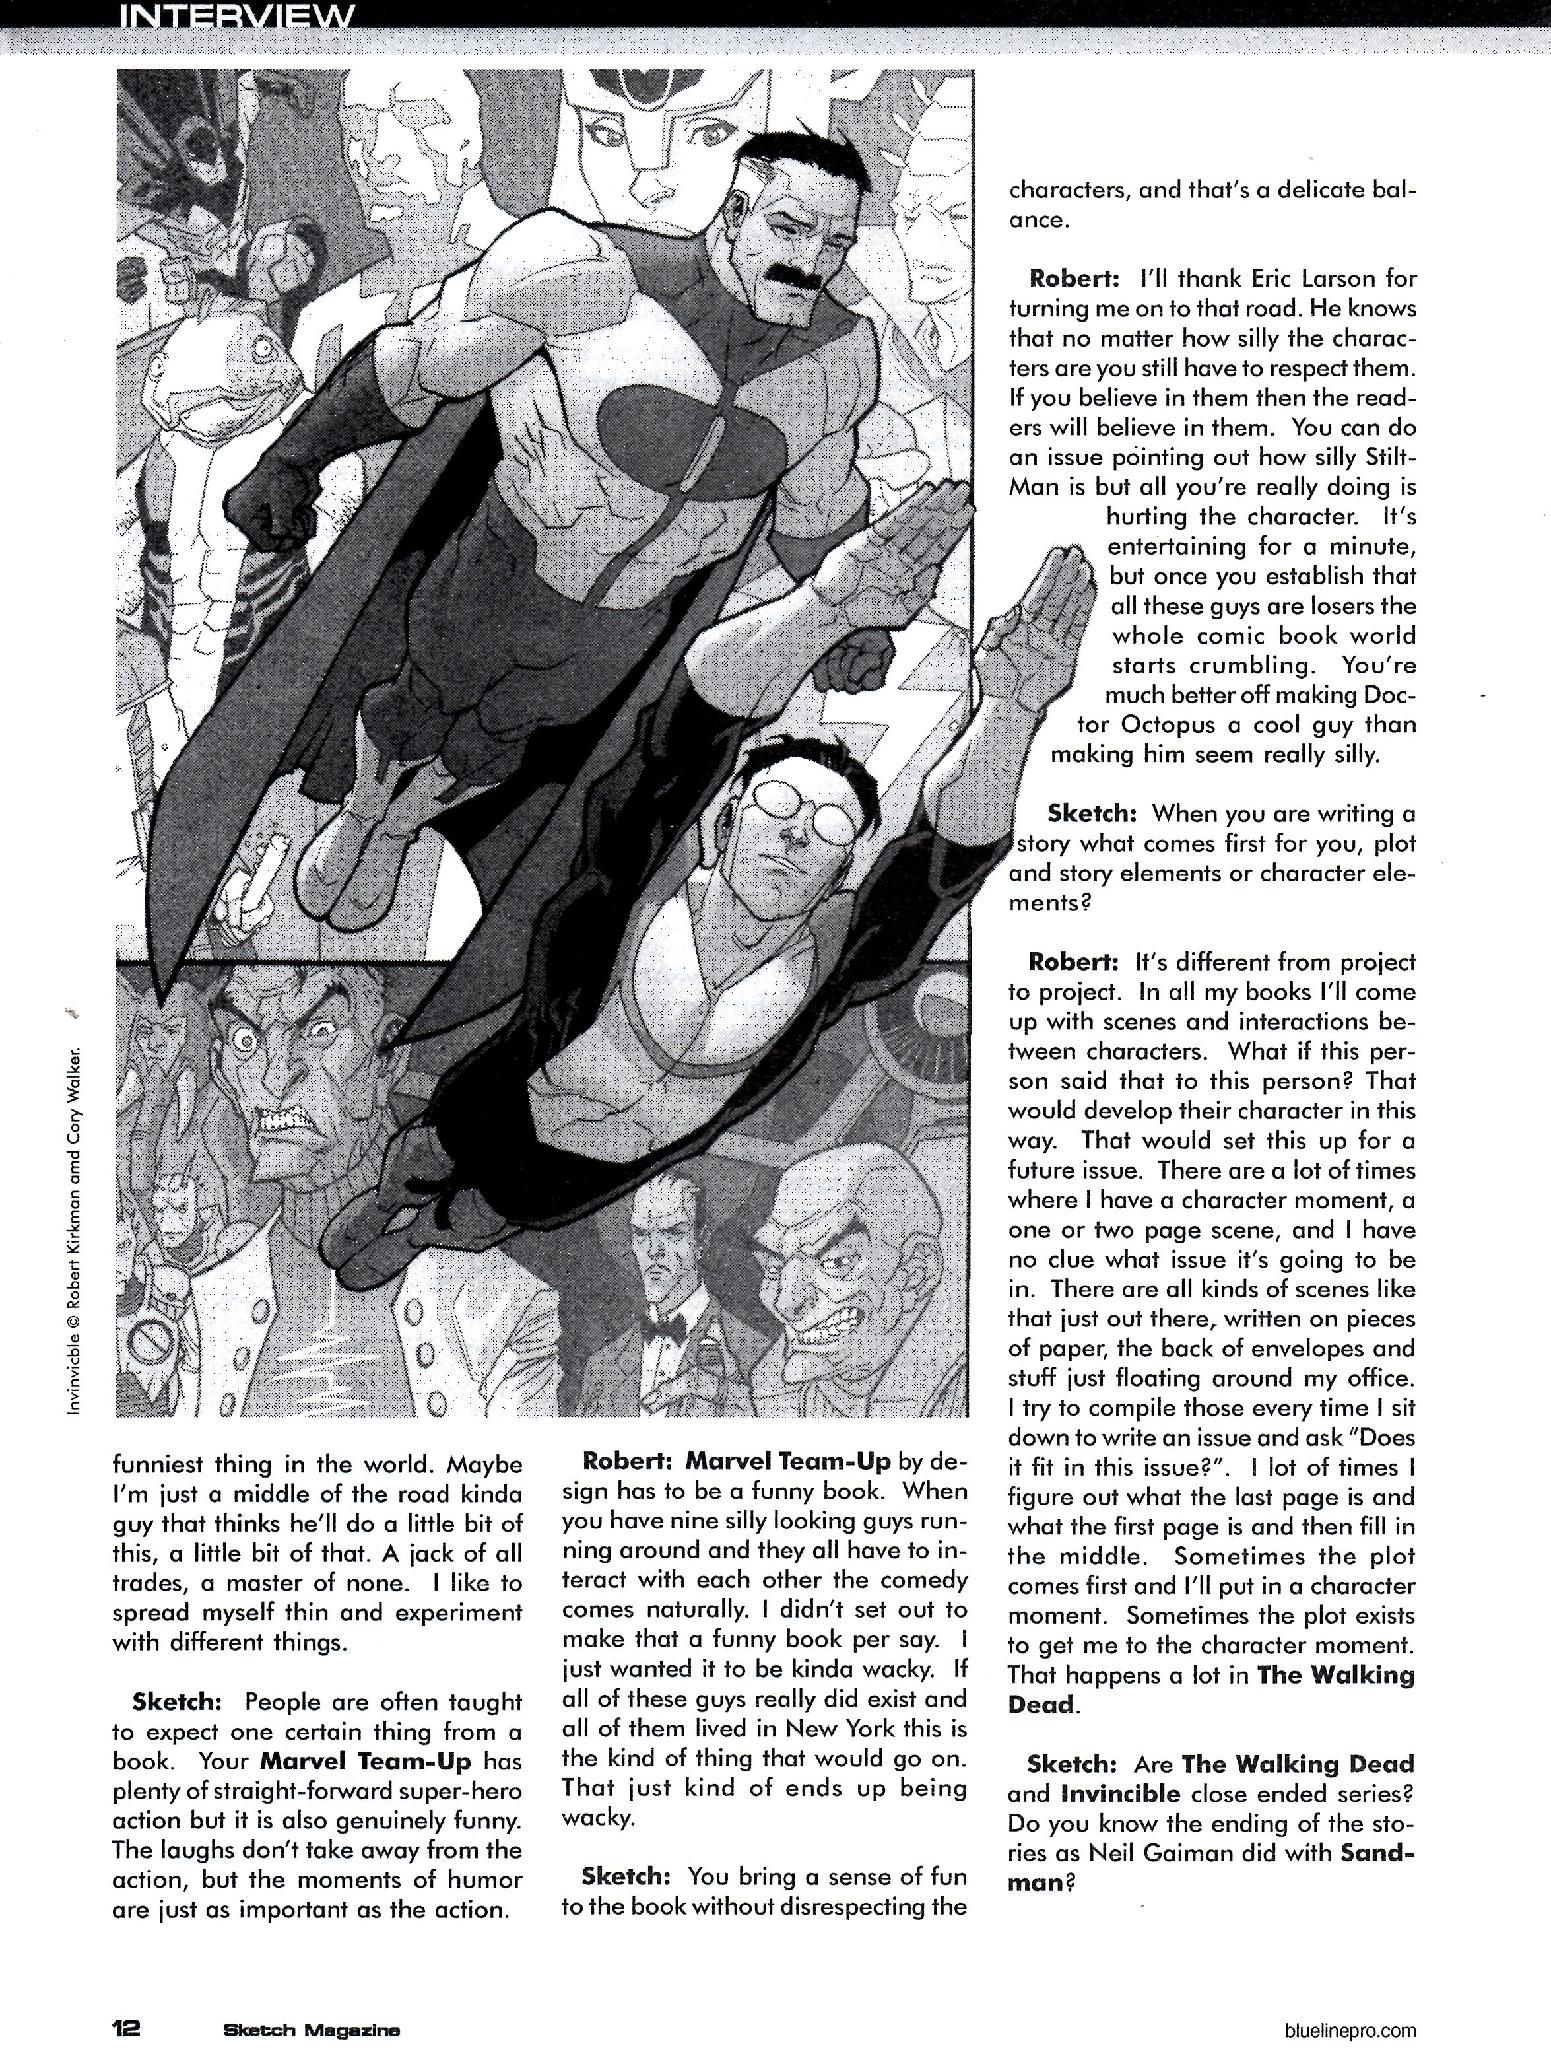 INTERVIEW
Invinvicble © Robert Kirkman amd Cory Walker.
funniest thing in the world. Maybe
I'm just a middle of the road kinda
guy that thinks he'll do a little bit of
this, a little bit of that. A jack of all
trades, a master of none. I like to
spread myself thin and experiment
with different things.
Sketch: People are often taught
to expect one certain thing from a
book. Your Marvel Team-Up has
plenty of straight-forward super-hero
action but it is also genuinely funny.
The laughs don't take away from the
action, but the moments of humor
are just as important as the action.
Robert: Marvel Team-Up by de-
sign has to be a funny book. When
you have nine silly looking guys run-
ning around and they all have to in-
teract with each other the comedy
comes naturally. I didn't set out to
make that a funny book per say. I
just wanted it to be kinda wacky. If
all of these guys really did exist and
all of them lived in New York this is
the kind of thing that would go on.
That just kind of ends up being
wacky.
Sketch: You bring a sense of fun
to the book without disrespecting the
characters, and that's a delicate bal-
ance.
Robert: I'll thank Eric Larson for
turning me on to that road. He knows
that no matter how silly the charac-
ters are you still have to respect them.
If you believe in them then the read-
ers will believe in them. You can do
an issue pointing out how silly Stilt-
Man is but all you're really doing is
hurting the character. It's
entertaining for a minute,
but once you establish that
all these guys are losers the
whole comic book world
starts crumbling. You're
much better off making Doc-
tor Octopus a cool guy than
making him seem really silly.
Sketch: When you are writing a
story what comes first for you, plot
and story elements or character ele-
ments?
Robert: It's different from project
to project. In all my books I'll come
up with scenes and interactions be-
tween characters. What if this per-
son said that to this person? That
would develop their character in this
way. That would set this up for a
future issue. There are a lot of times
where I have a character moment, a
one or two page scene, and I have
no clue what issue it's going to be
in. There are all kinds of scenes like
that just out there, written on pieces
of paper, the back of envelopes and
stuff just floating around my office.
I try to compile those every time I sit
down to write an issue and ask "Does
it fit in this issue?". I lot of times I
figure out what the last page is and
what the first page is and then fill in
the middle. Sometimes the plot
comes first and I'll put in a character
moment. Sometimes the plot exists
to get me to the character moment.
That happens a lot in The Walking
Dead.
Sketch: Are The Walking Dead
and Invincible close ended series?
Do you know the ending of the sto-
ries as Neil Gaiman did with Sand-
man?
12 Sketch Magazine
bluelinepro.com